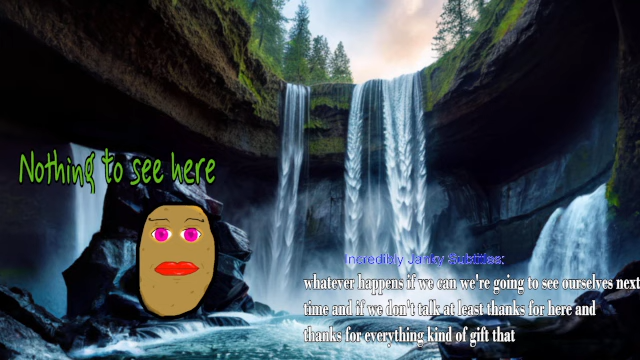 Nothing to see here
Incredibly Janky Subtitles:
whatever happens if we can we're going to see ourselves next
time and if we don't talk at least thanks for here and
thanks for everything kind of gift that